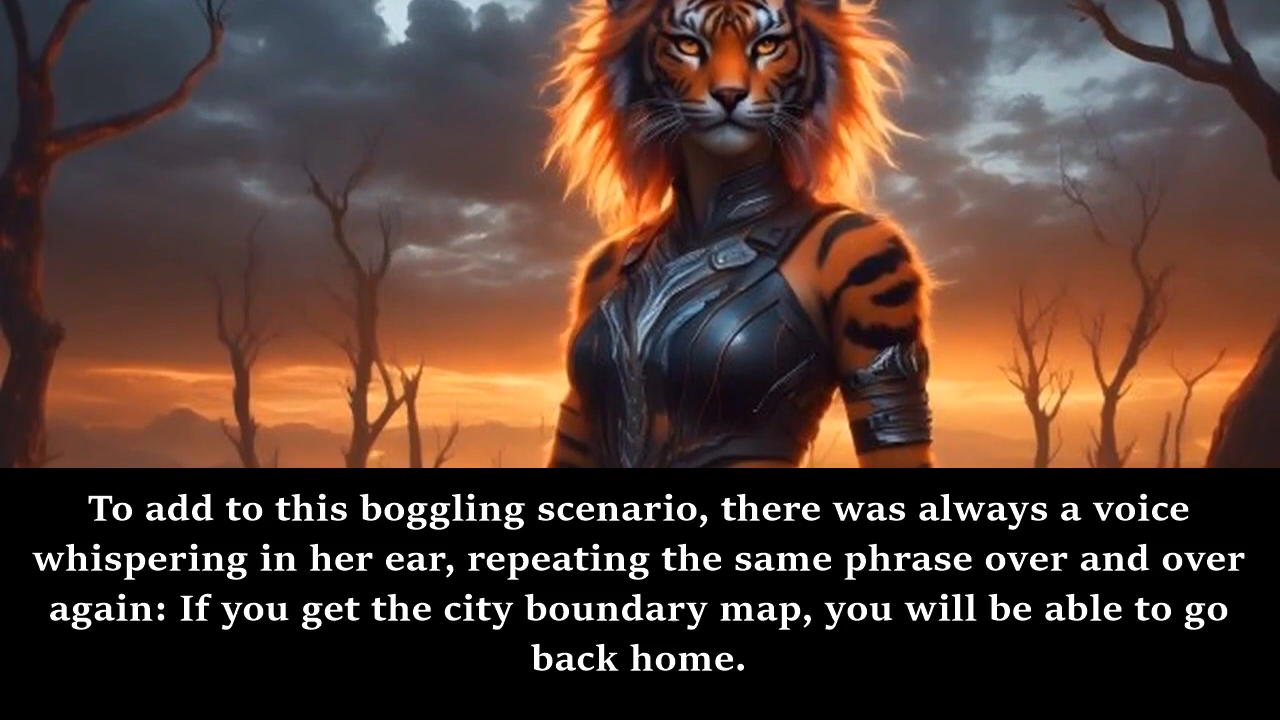 To add to this boggling scenario, there was always a voice
whispering in her ear, repeating the same phrase over and over
again: If you get the city boundary map, you will be able to go
back home.